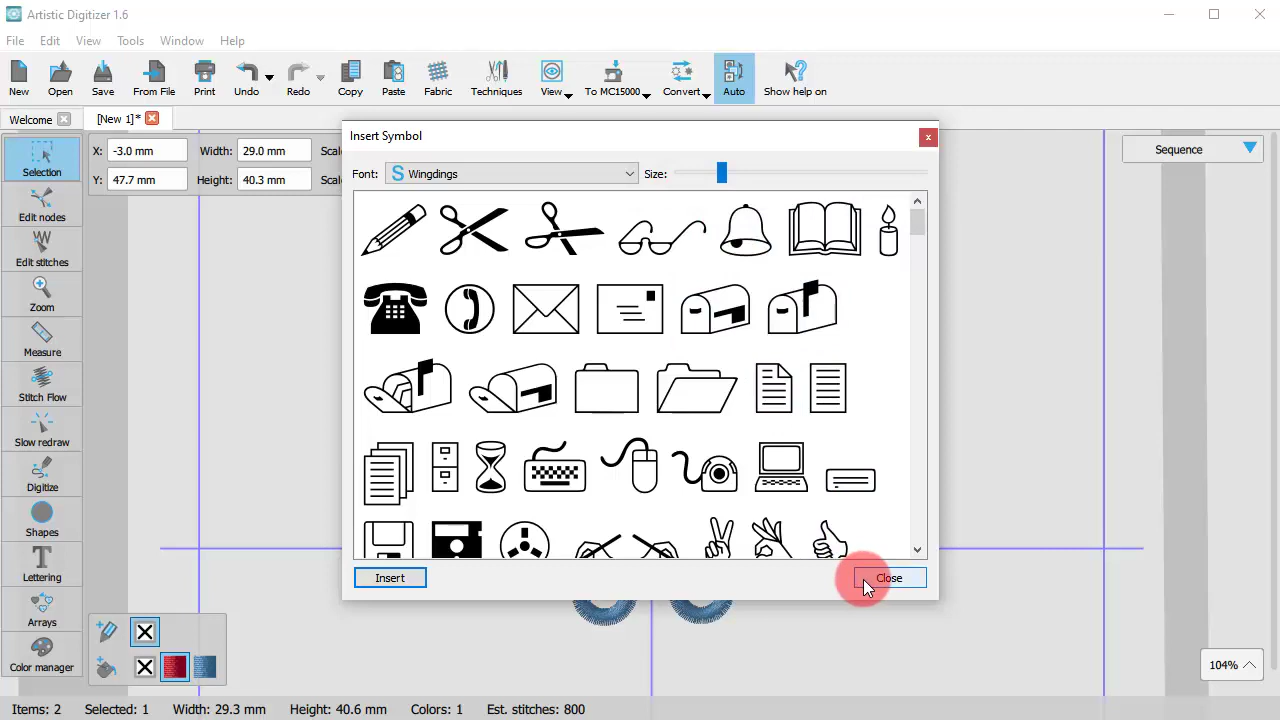 Artistic Digitizer 1.6
File Edit View Tools Window Help
New Open Save From File Print Undo Redo Copy Paste Fabric Techniques View To MC15000 Convert Auto Show help on
Welcome [New 1]*
X: -3.0 mm Width: 29.0 mm Scal
Y: 47.7 mm Height: 40.3 mm Scal
Insert Symbol
Font: Wingdings Size:
Sequence
Selection
Edit nodes
Edit stitches
Zoom
Measure
Stitch Flow
Slow redraw
Digitize
Shapes
Lettering
Arrays
Color manager
Insert Close
104%
Items: 2 Selected: 1 Width: 29.3 mm Height: 40.6 mm Colors: 1 Est. stitches: 800